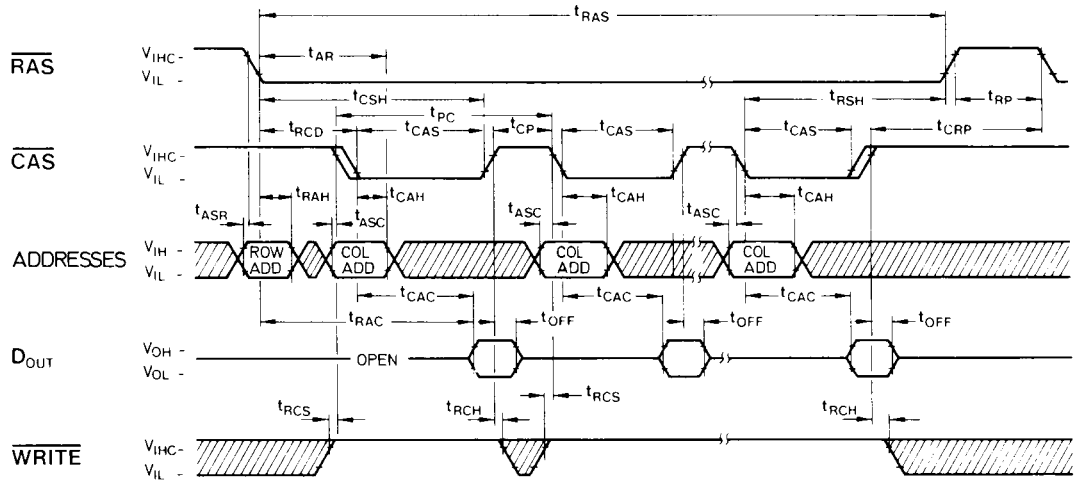 tRAS
RAS
VIHC -
VIL -
tAR
tCSH
tRSH
tRP
tPC
tRCD
tCAS
tCP
tCAS
tCAS
tCRP
CAS
VIHC -
VIL -
tRAH
tCAH
tCAH
tCAH
tASR
tASC
tASC
tASC
ADDRESSES
VIH -
VIL -
ROW ADD
COL ADD
COL ADD
COL ADD
tCAC
tCAC
tCAC
tRAC
tOFF
tOFF
tOFF
DOUT
VOH -
VOL -
OPEN
tRCS
tRCH
tRCS
tRCH
WRITE
VIHC -
VIL -